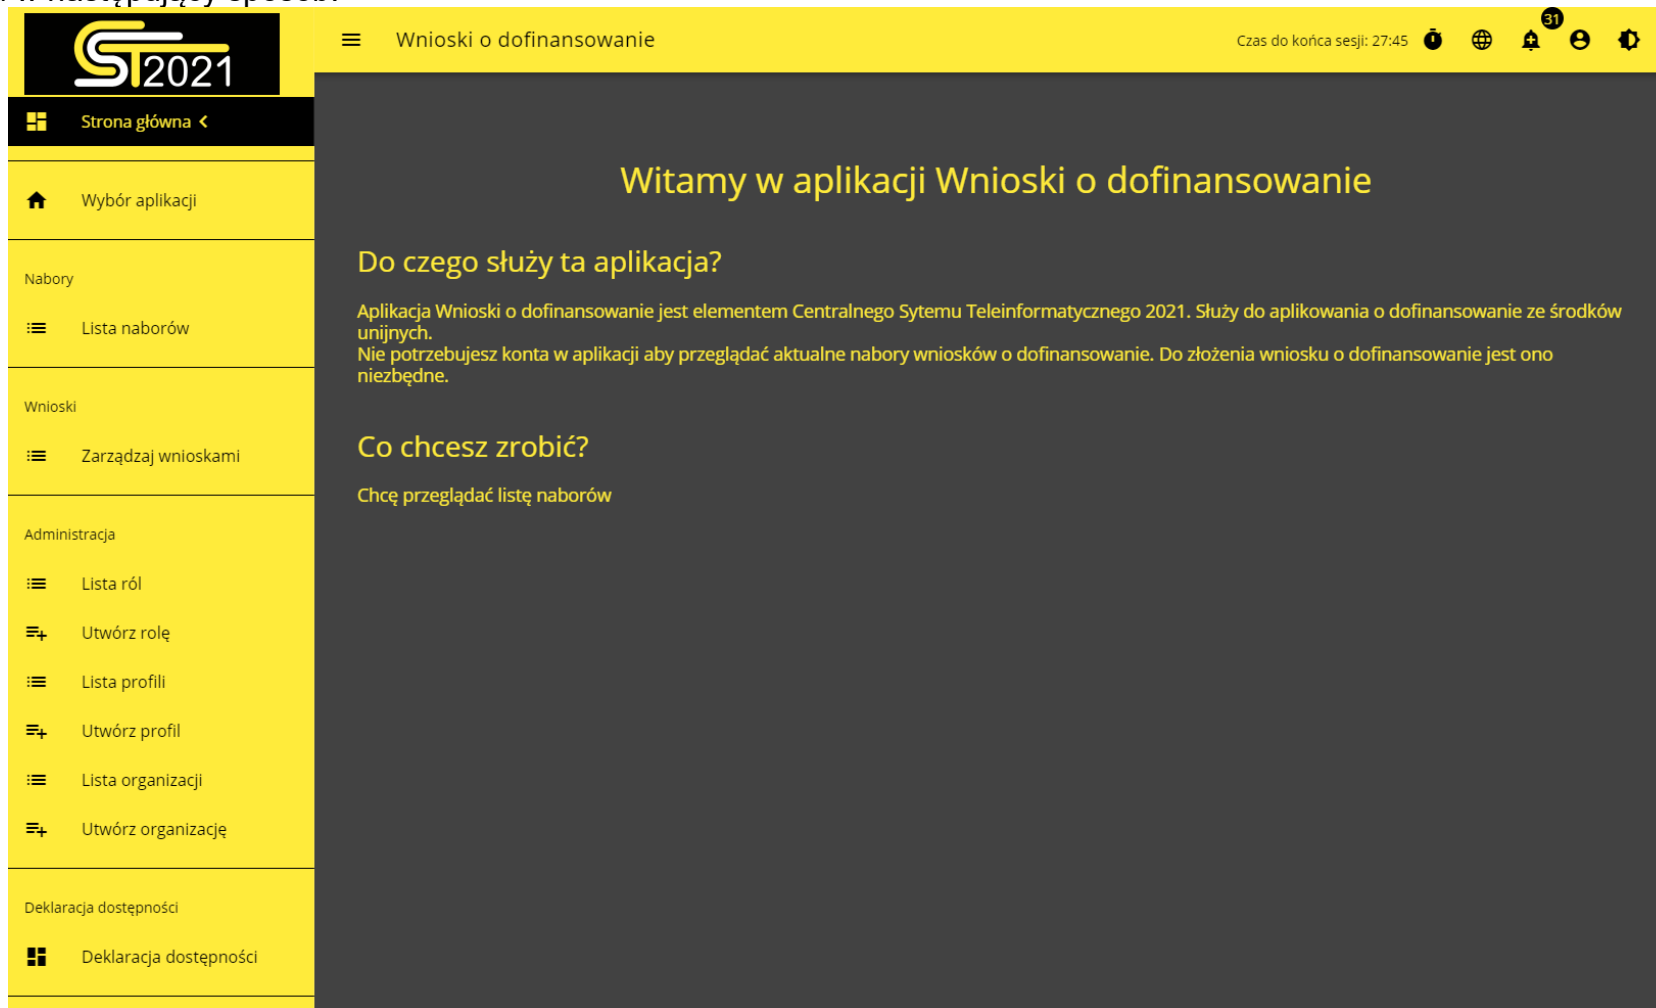 w następujący sposób:
ST2021
Wnioski o dofinansowanie
Czas do końca sesji: 27:45
31
Strona główna
Wybór aplikacji
Nabory
Lista naborów
Wnioski
Zarządzaj wnioskami
Administracja
Lista ról
Utwórz rolę
Lista profili
Utwórz profil
Lista organizacji
Utwórz organizację
Deklaracja dostępności
Deklaracja dostępności
Witamy w aplikacji Wnioski o dofinansowanie
Do czego służy ta aplikacja?
Aplikacja Wnioski o dofinansowanie jest elementem Centralnego Sytemu Teleinformatycznego 2021. Służy do aplikowania o dofinansowanie ze środków
unijnych.
Nie potrzebujesz konta w aplikacji aby przeglądać aktualne nabory wniosków o dofinansowanie. Do złożenia wniosku o dofinansowanie jest ono
niezbędne.
Co chcesz zrobić?
Chcę przeglądać listę naborów